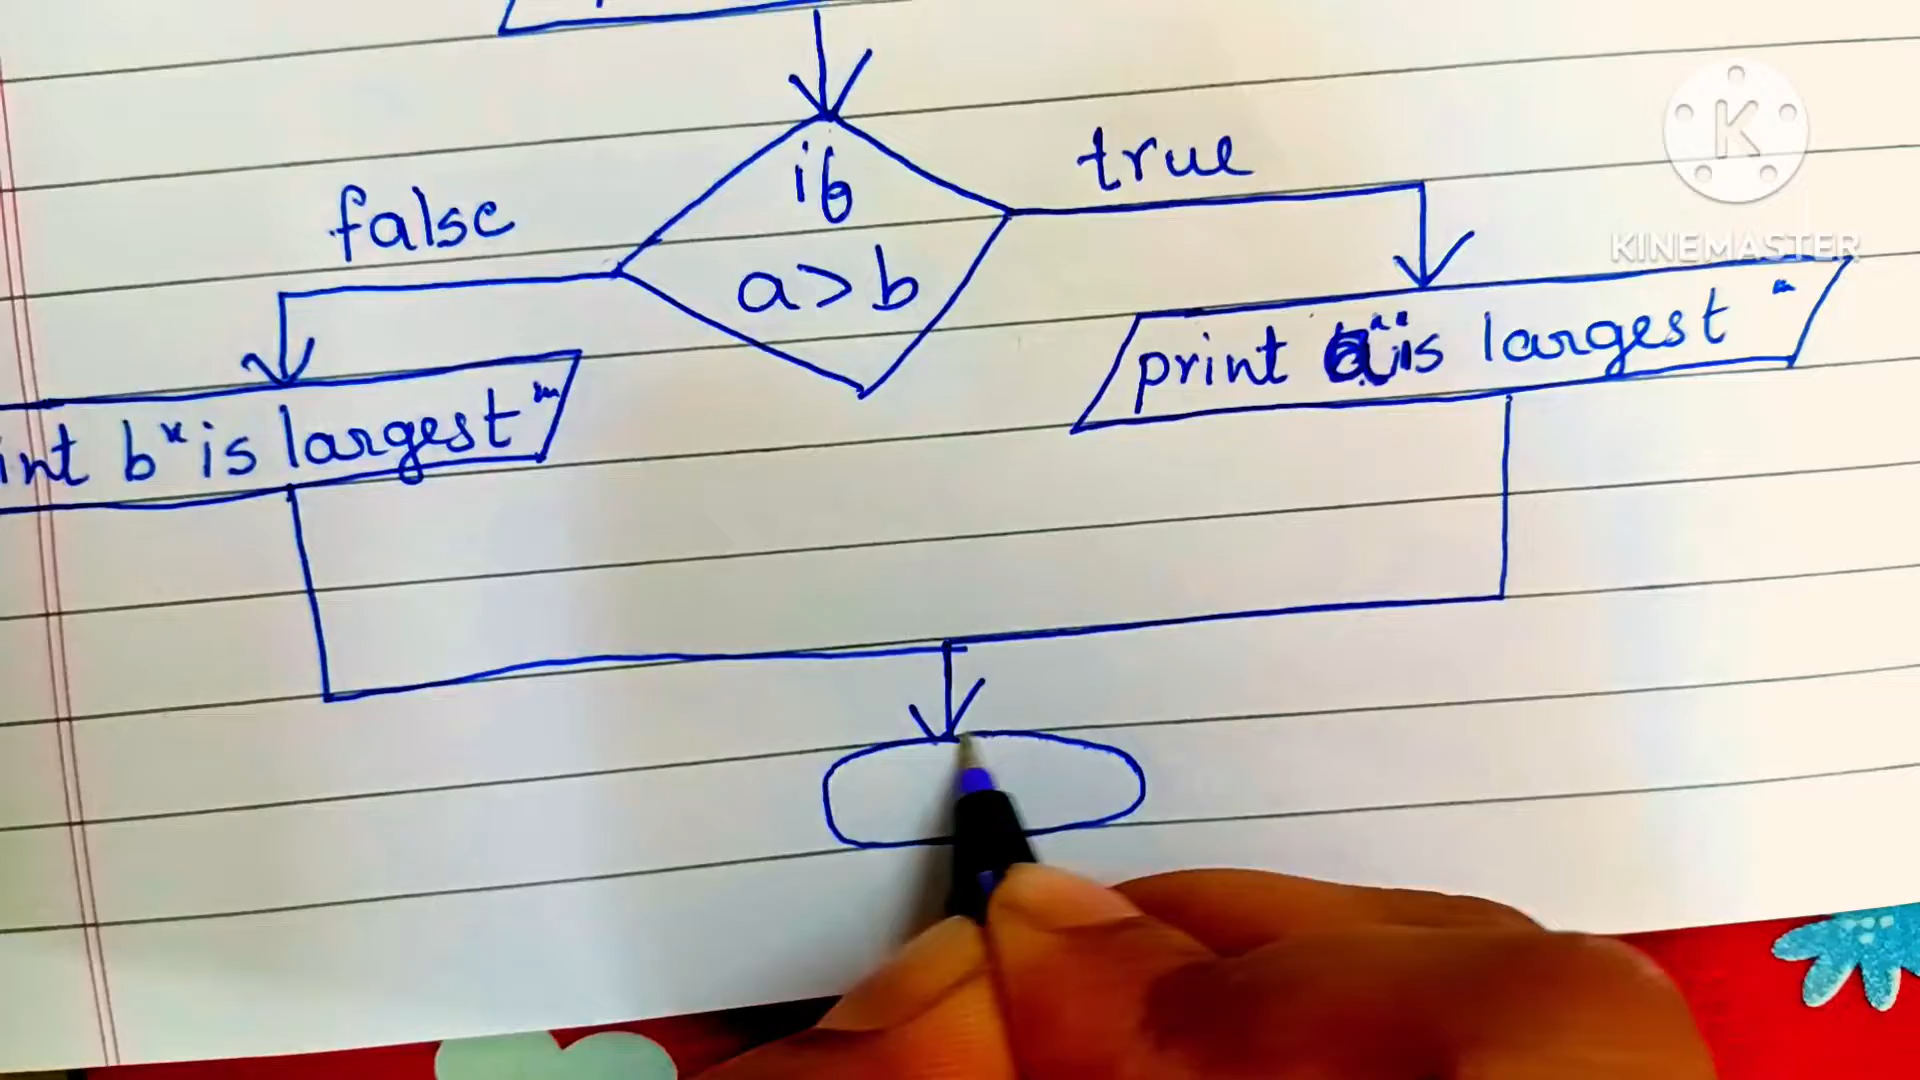 true
if
false
a>b
KINEMASTER
print a "is largest "
int b "is largest"